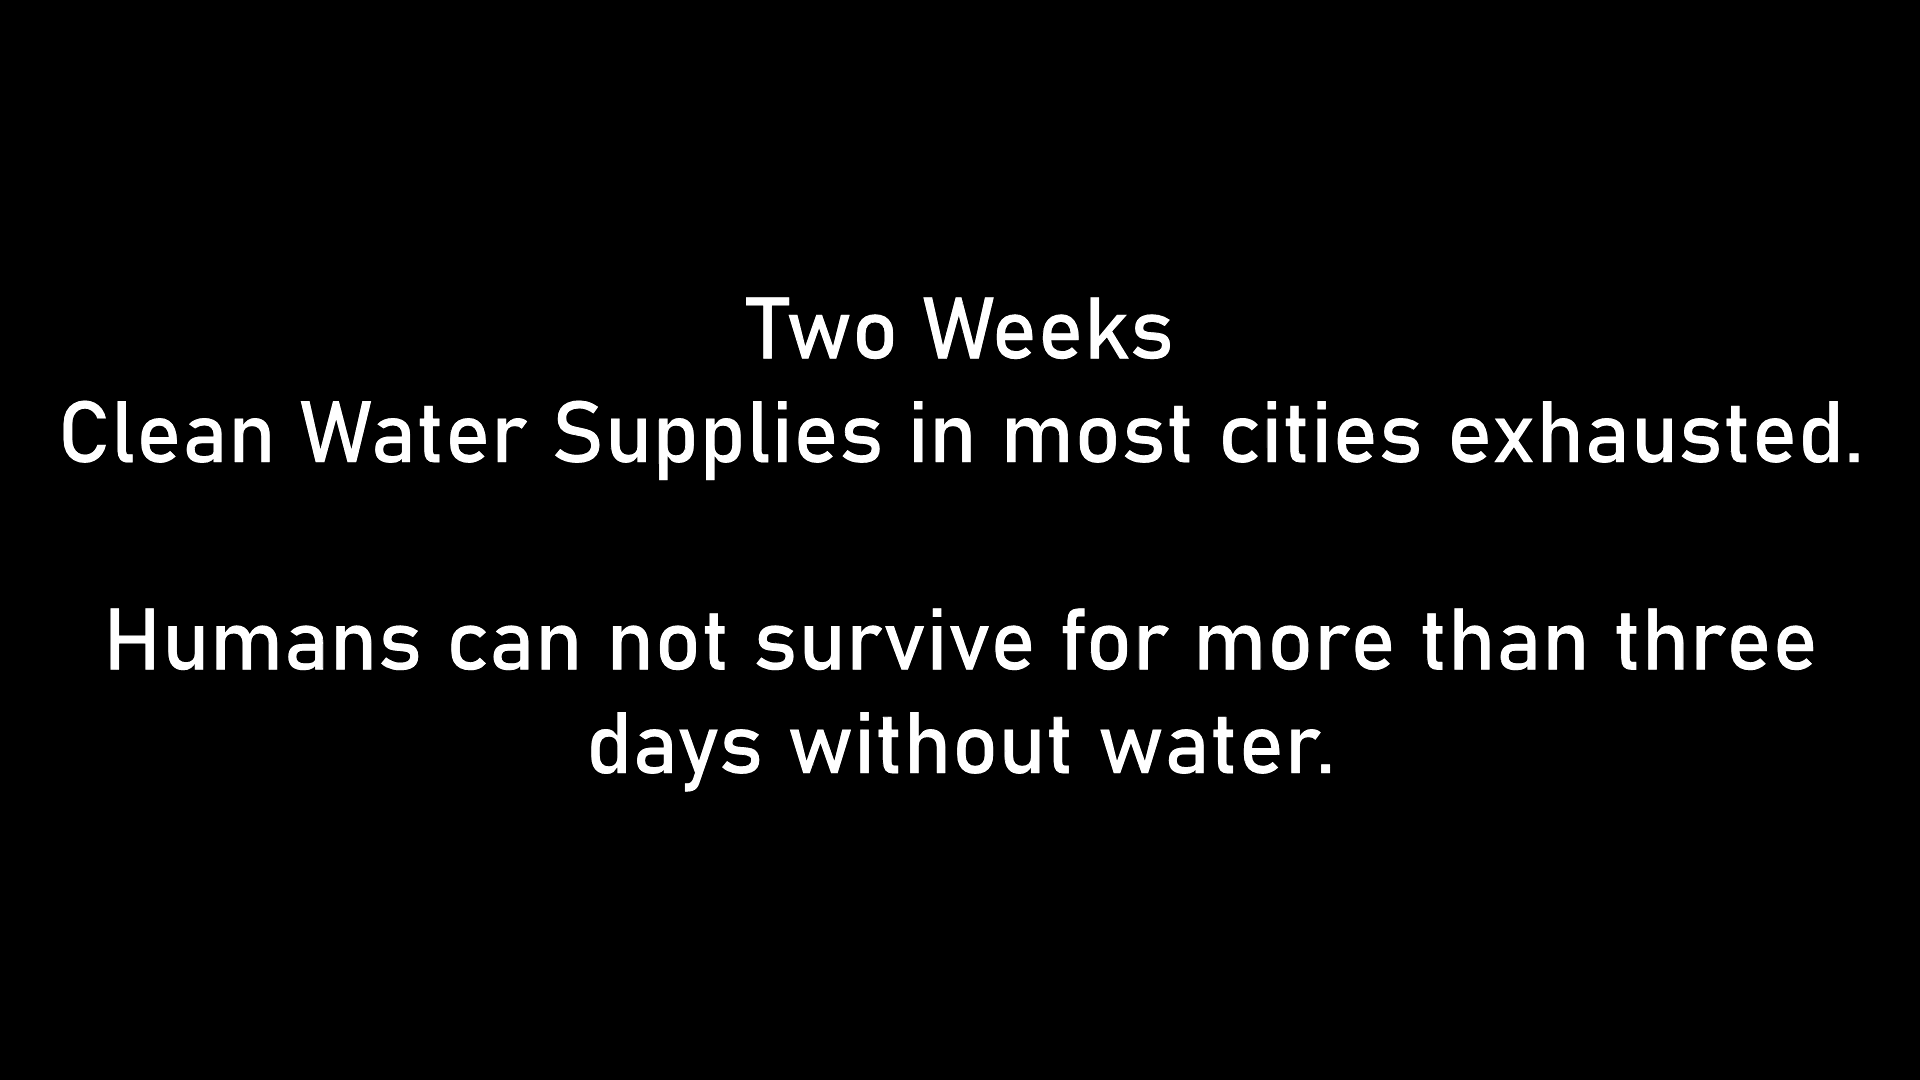 Two Weeks
Clean Water Supplies in most cities exhausted.
Humans can not survive for more than three
days without water.